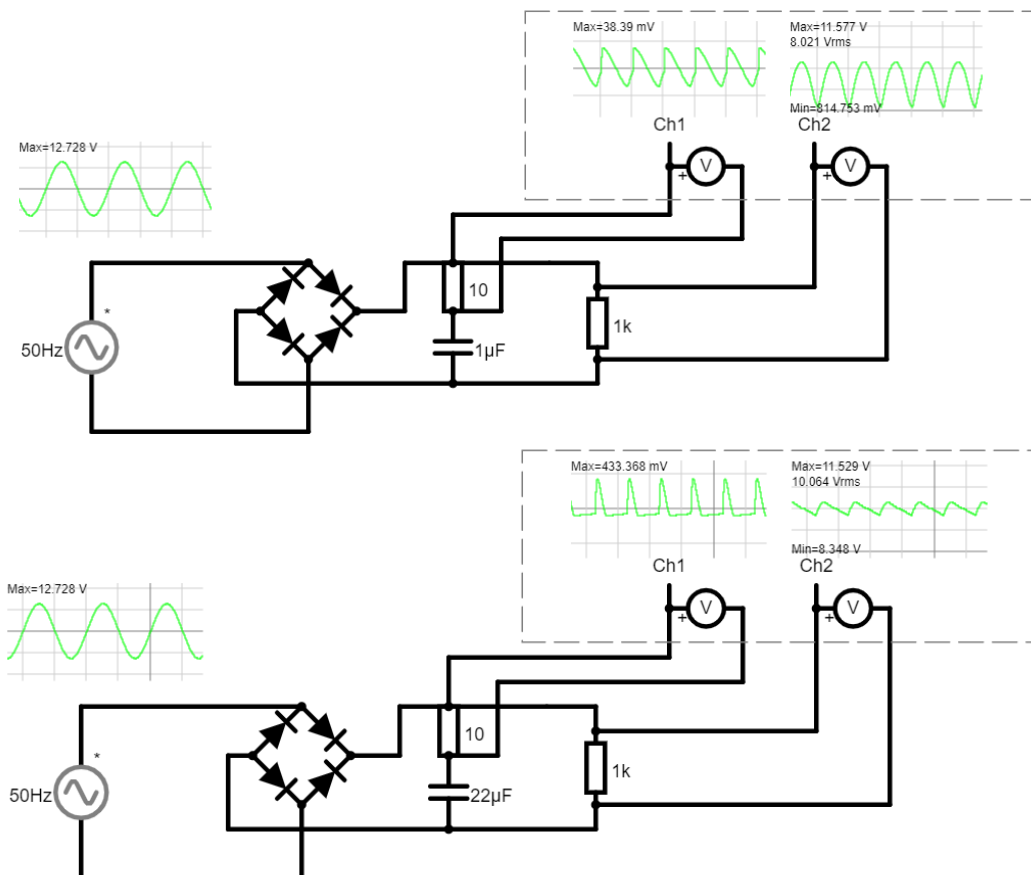 Max=38.39 mV
Max=11.577 V
8.021 Vrms
Min=814.753 mV
Ch1
Ch2
Max=12.728 V
V
+
V
+
10
*
50Hz
1µF
1k
Max=433.368 mV
Max=11.529 V
10.064 Vrms
Min=8.348 V
Ch1
Ch2
Max=12.728 V
V
+
V
+
10
*
50Hz
22µF
1k